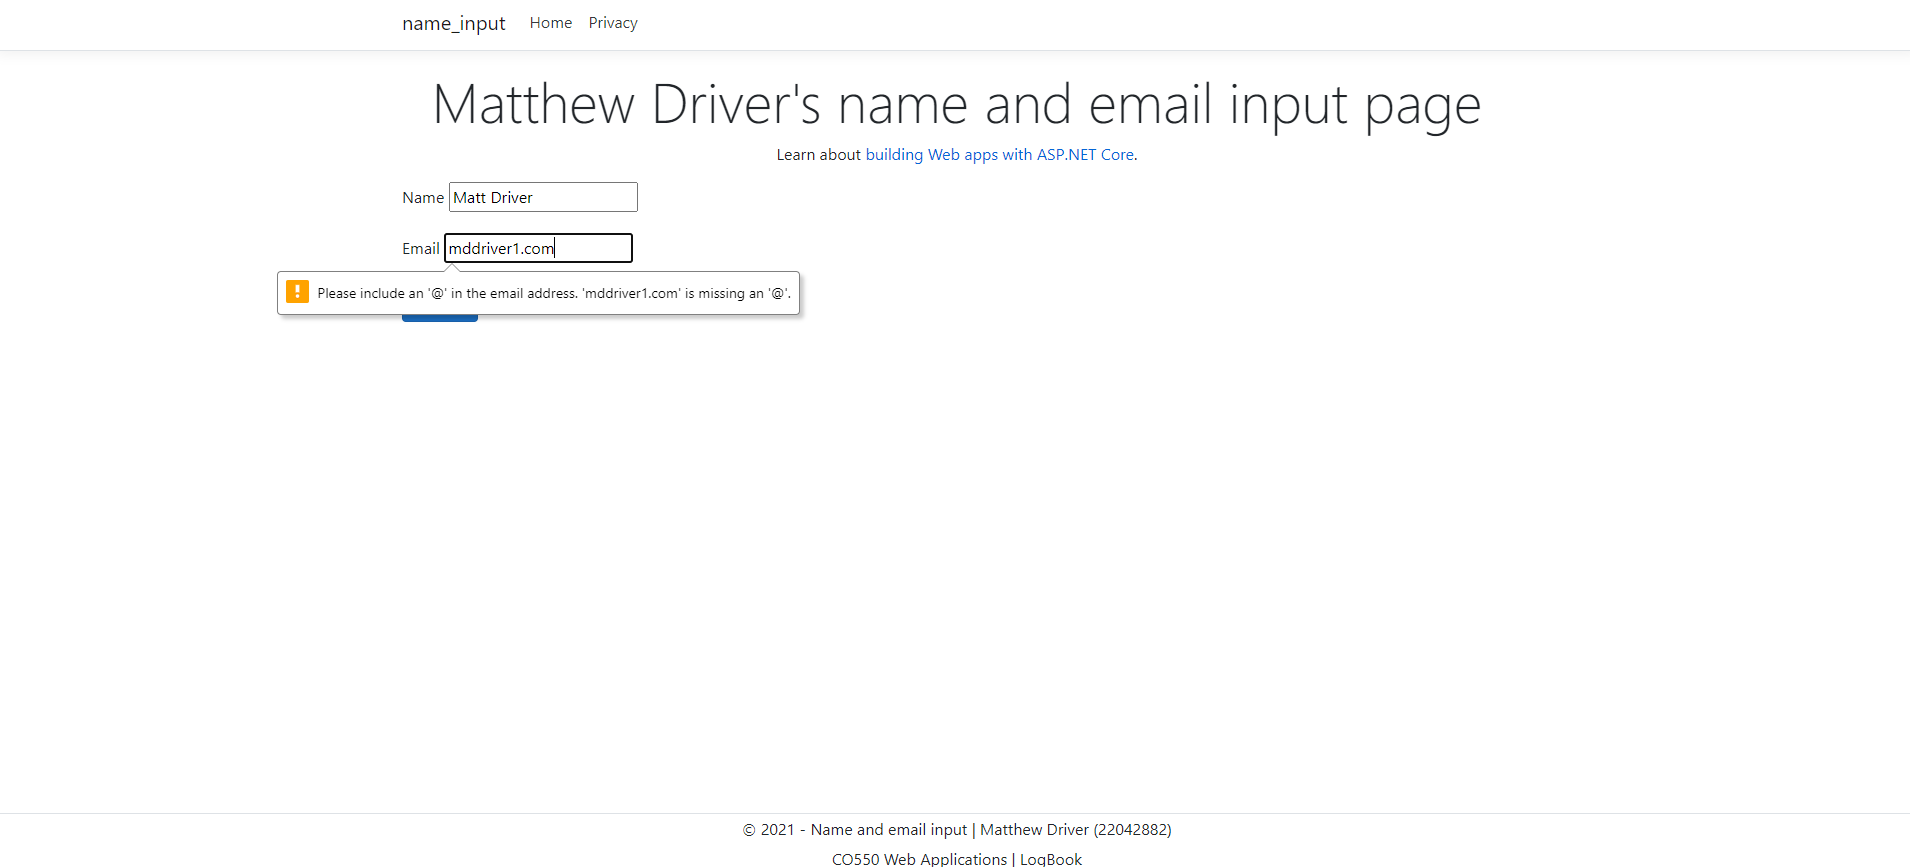 name_input Home Privacy
Matthew Driver's name and email input page
Learn about building Web apps with ASP.NET Core.
Name Matt Driver
Email mddriver1.com
Please include an '@' in the email address. 'mddriver1.com' is missing an '@'.
© 2021 - Name and email input | Matthew Driver (22042882)
CO550 Web Applications | LogBook